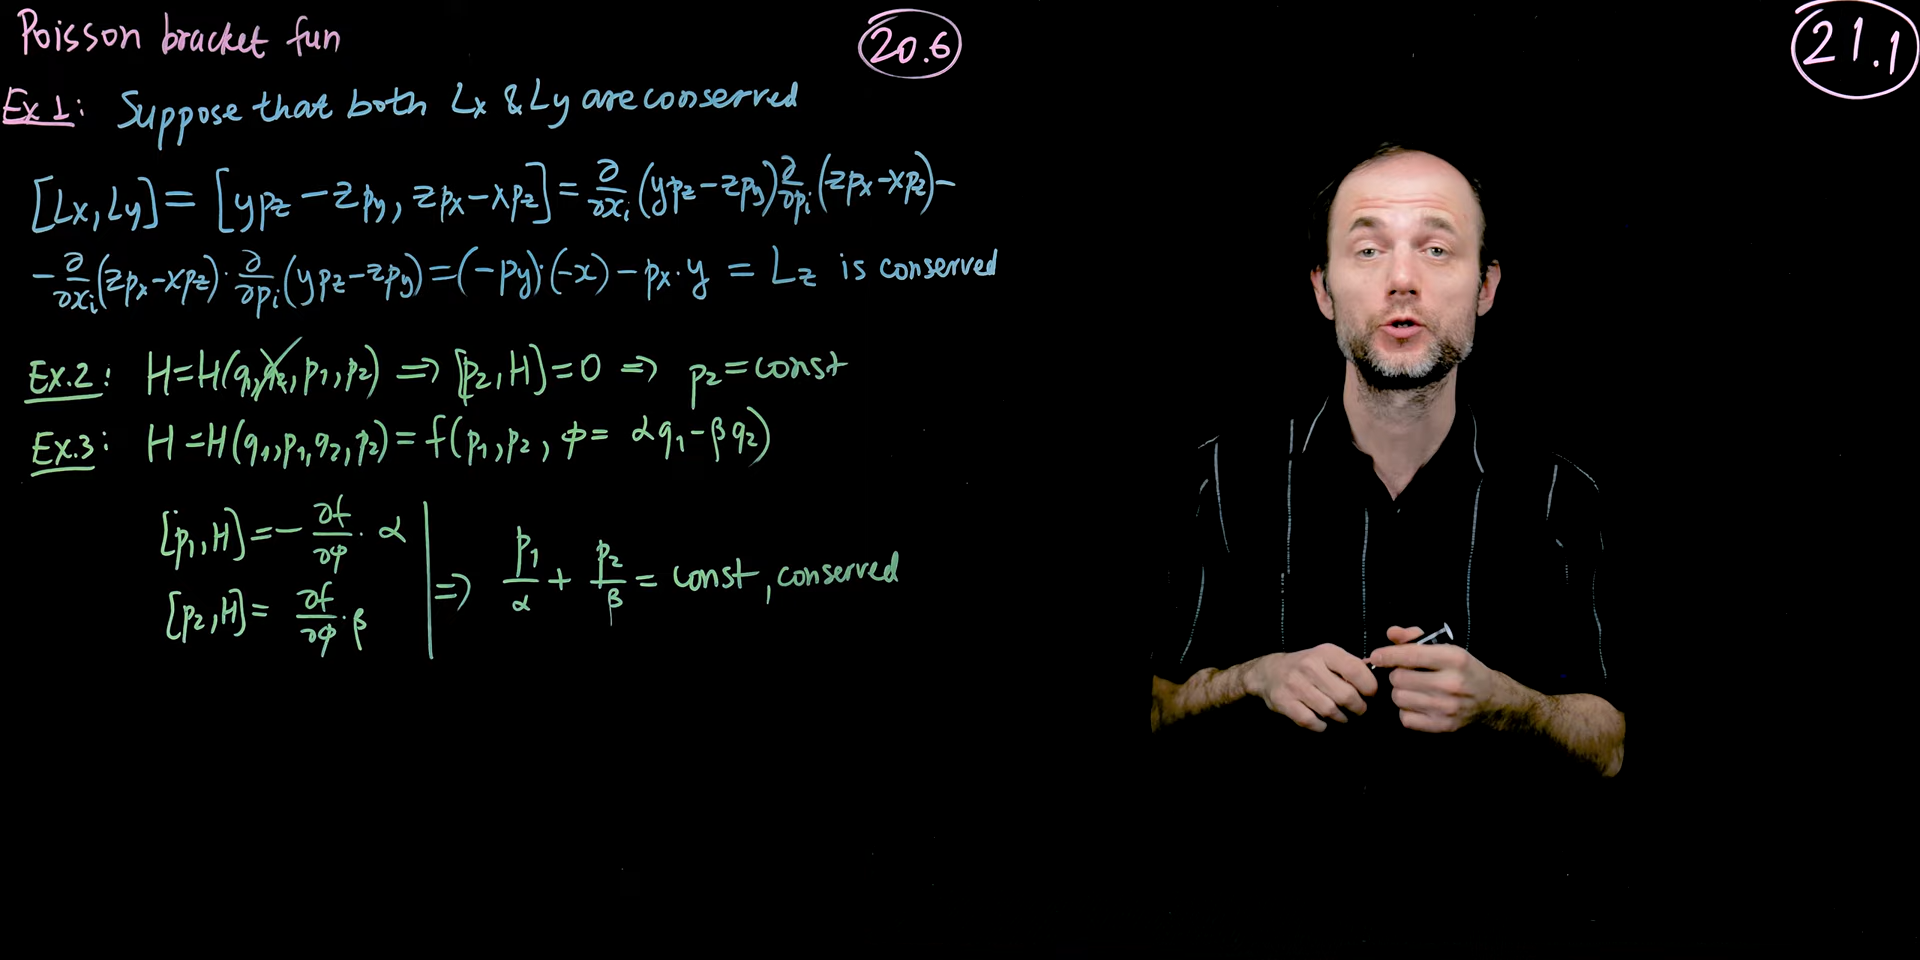 Poisson bracket fun
20.6
21.1
Ex 1: Suppose that both Lx & Ly are conserved
[Lx, Ly] = [ypz − zpy, zpx − xpz] = ∂/∂xi (ypz − zpy) ∂/∂pi (zpx − xpz) −
− ∂/∂xi (zpx − xpz) · ∂/∂pi (ypz − zpy) = (−py)·(−x) − px·y = Lz is conserved
Ex.2: H = H(q1, q2, p1, p2) ⇒ [p2, H] = 0 ⇒ p2 = const
Ex.3: H = H(q1, p1, q2, p2) = f(p1, p2, φ = αq1 − βq2)
[p1, H] = − ∂f/∂φ · α
[p2, H] = ∂f/∂φ · β
⇒ p1/α + p2/β = const, conserved